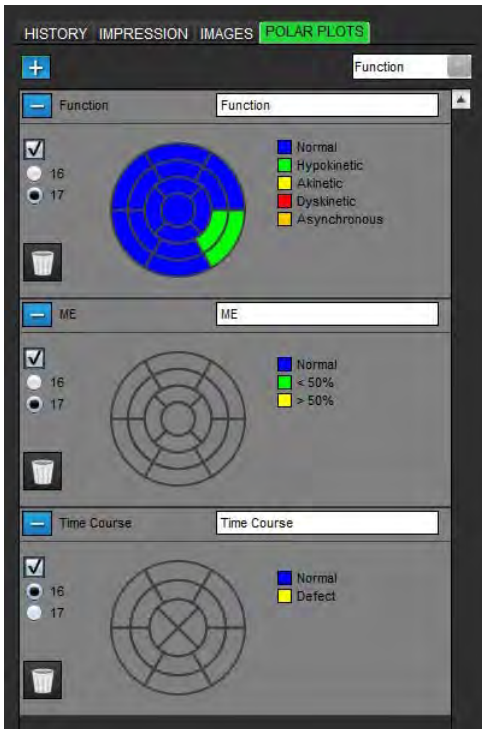 HISTORY IMPRESSION IMAGES POLAR PLOTS
+ Function
− Function Function
16
17
Normal
Hypokinetic
Akinetic
Dyskinetic
Asynchronous
− ME ME
16
17
Normal
< 50%
> 50%
− Time Course Time Course
16
17
Normal
Defect